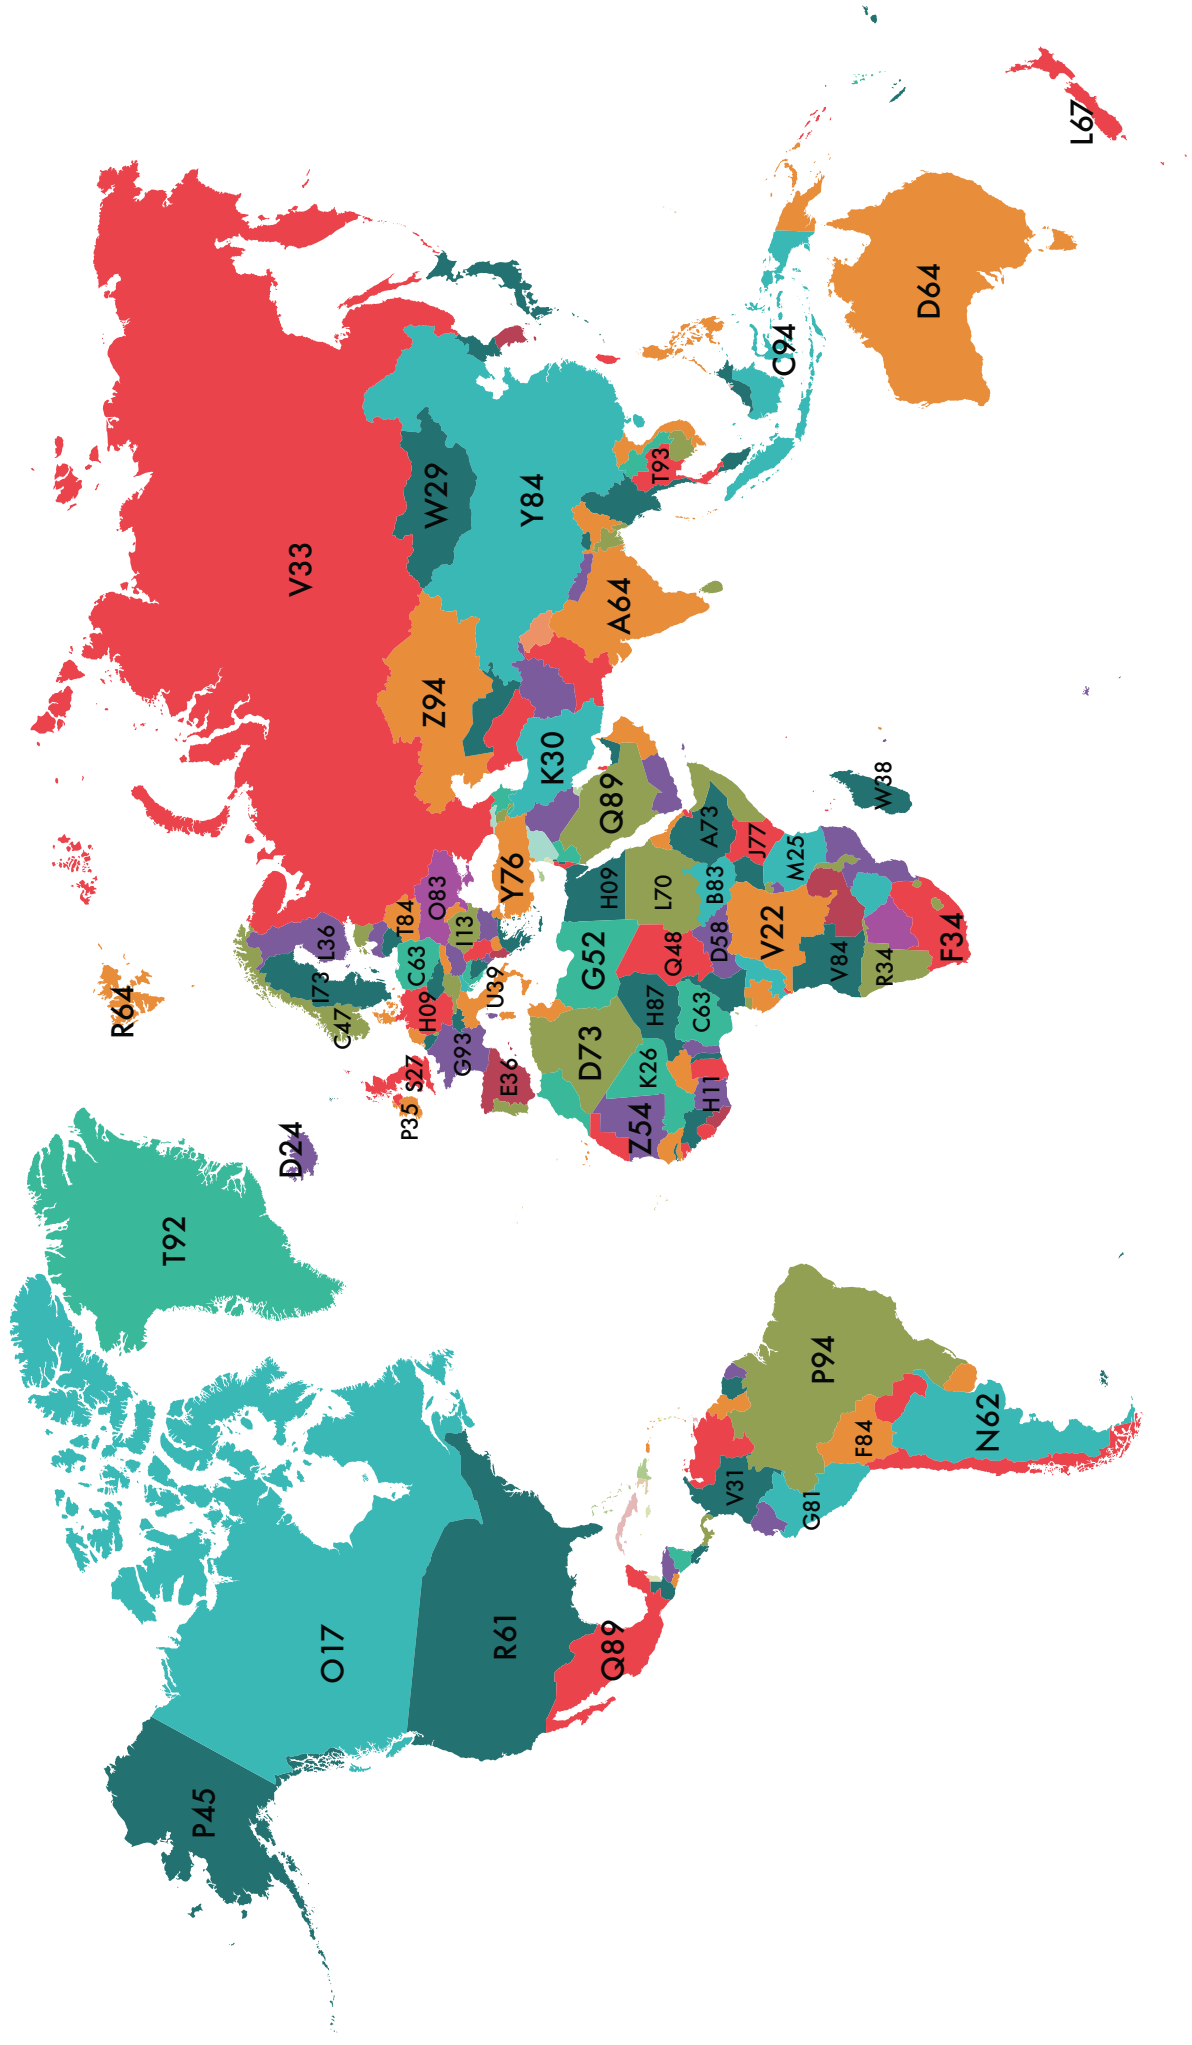 R64
T92
P45
V33
D24
O17
L36
I73
C47
W29
Y84
Z94
T84
O83
C63
H09
S27
P35
I13
G93
U39
E36
R61
K30
Y76
T93
A64
Q89
H09
G52
D73
Z54
Q89
L70
Q48
H87
K26
C63
A73
B83
D58
H11
V31
J77
V22
M25
C94
V84
R34
F34
W38
P94
G81
F84
N62
D64
L67